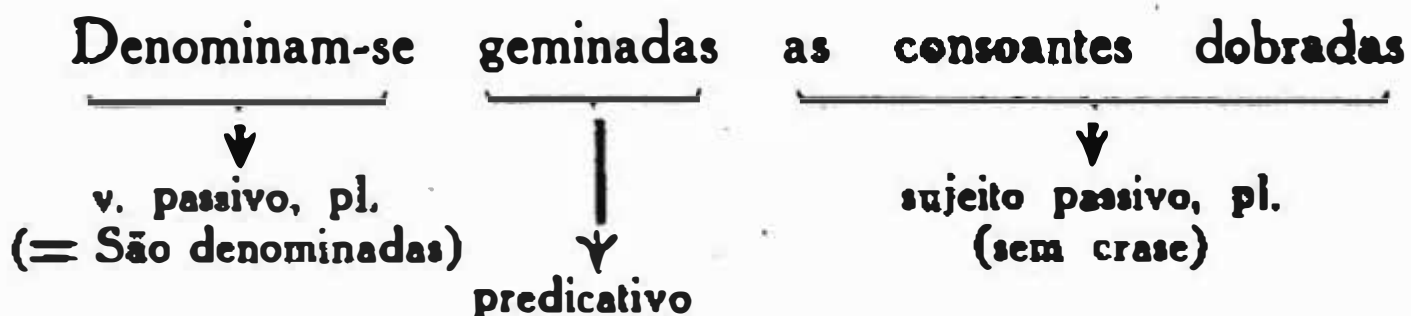 Denominam-se geminadas as consoantes dobradas
v. passivo, pl. sujeito passivo, pl.
(= São denominadas) (sem crase)
predicativo